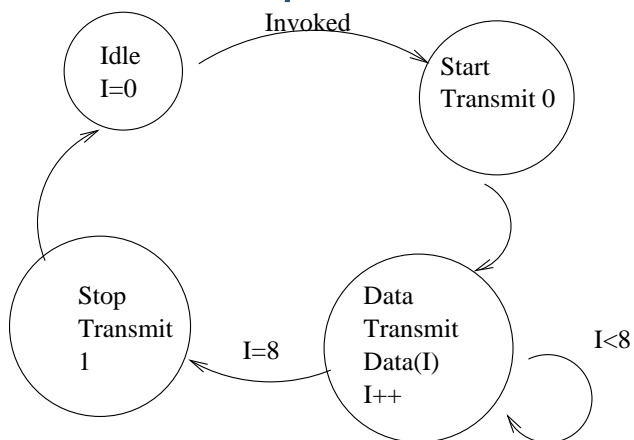 Invoked
Idle
I=0
Start
Transmit 0
Stop
Transmit
1
I=8
Data
Transmit
Data(I)
I++
I<8